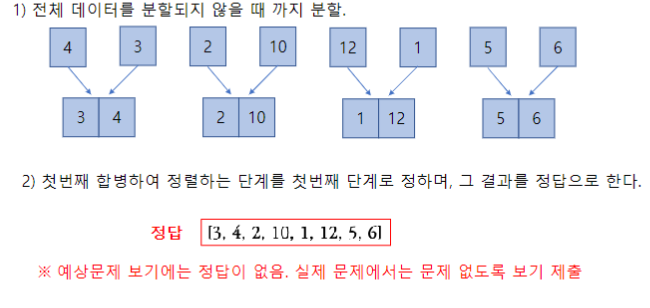 1) 전체 데이터를 분할되지 않을 때 까지 분할.
4 3 2 10 12 1 5 6
3 4 2 10 1 12 5 6
2) 첫번째 합병하여 정렬하는 단계를 첫번째 단계로 정하며, 그 결과를 정답으로 한다.
정답 [3, 4, 2, 10, 1, 12, 5, 6]
※ 예상문제 보기에는 정답이 없음. 실제 문제에서는 문제 없도록 보기 제출